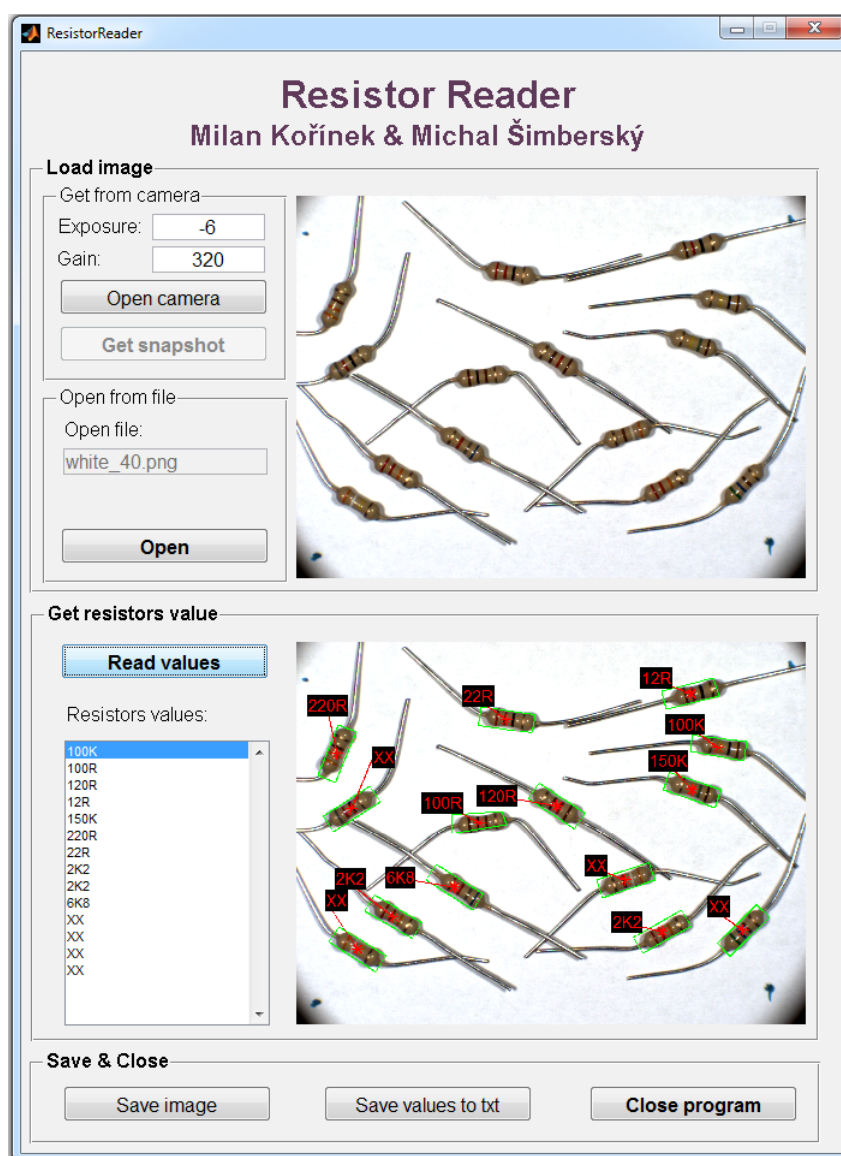 ResistorReader
Resistor Reader
Milan Kořínek & Michal Šimberský
Load image
Get from camera
Exposure: -6
Gain: 320
Open camera
Get snapshot
Open from file
Open file:
white_40.png
Open
Get resistors value
Read values
Resistors values:
100K
100R
120R
12R
150K
220R
22R
2K2
2K2
6K8
XX
XX
XX
XX
12R
22R
220R
100K
XX
150K
100R
120R
XX
6K8
2K2
XX
XX
2K2
Save & Close
Save image
Save values to txt
Close program